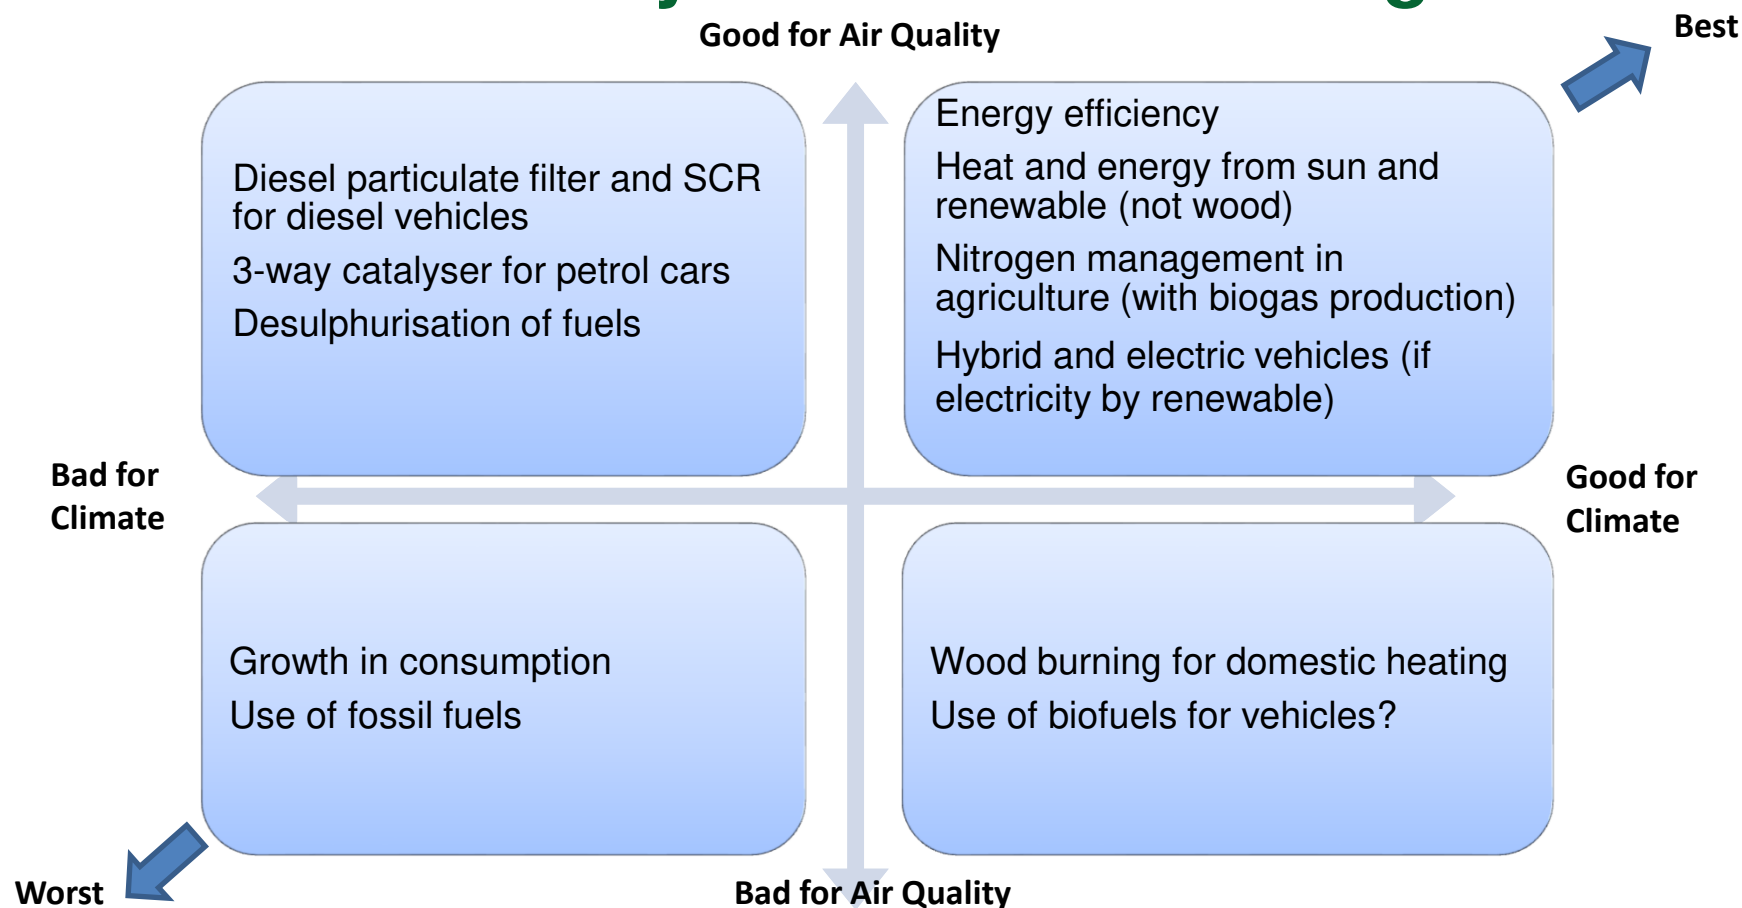 Good for Air Quality
Best
Diesel particulate filter and SCR
for diesel vehicles
3-way catalyser for petrol cars
Desulphurisation of fuels
Energy efficiency
Heat and energy from sun and
renewable (not wood)
Nitrogen management in
agriculture (with biogas production)
Hybrid and electric vehicles (if
electricity by renewable)
Bad for
Climate
Good for
Climate
Growth in consumption
Use of fossil fuels
Wood burning for domestic heating
Use of biofuels for vehicles?
Worst
Bad for Air Quality